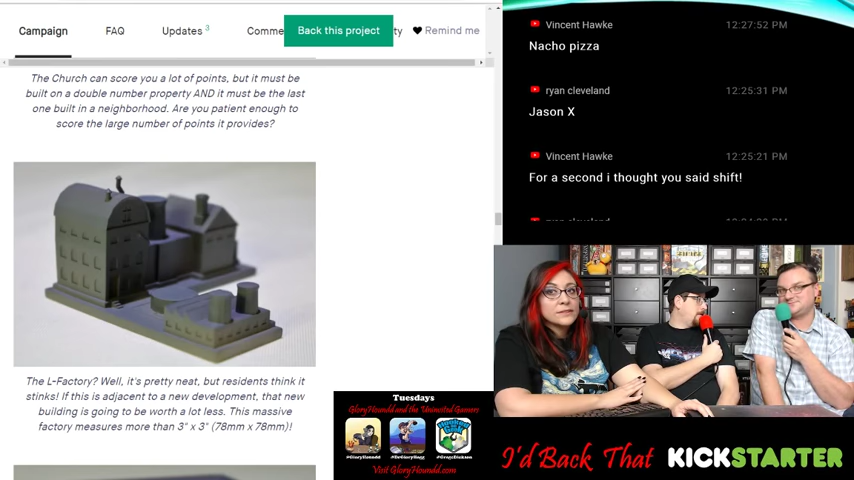 Campaign
FAQ
Updates 3
Comme
Back this project
ty
Remind me
The Church can score you a lot of points, but it must be
built on a double number property AND it must be the last
one built in a neighborhood. Are you patient enough to
score the large number of points it provides?
The L-Factory? Well, it's pretty neat, but residents think it
stinks! If this is adjacent to a new development, that new
building is going to be worth a lot less. This massive
factory measures more than 3" x 3" (78mm x 78mm)!
Vincent Hawke 12:27:52 PM
Nacho pizza
ryan cleveland 12:25:31 PM
Jason X
Vincent Hawke 12:25:21 PM
For a second i thought you said shift!
Tuesdays
GloryHoundd and the Uninvited Gamers
#GloryHoundd
Visit GloryHoundd.com
I'd Back That KICKSTARTER